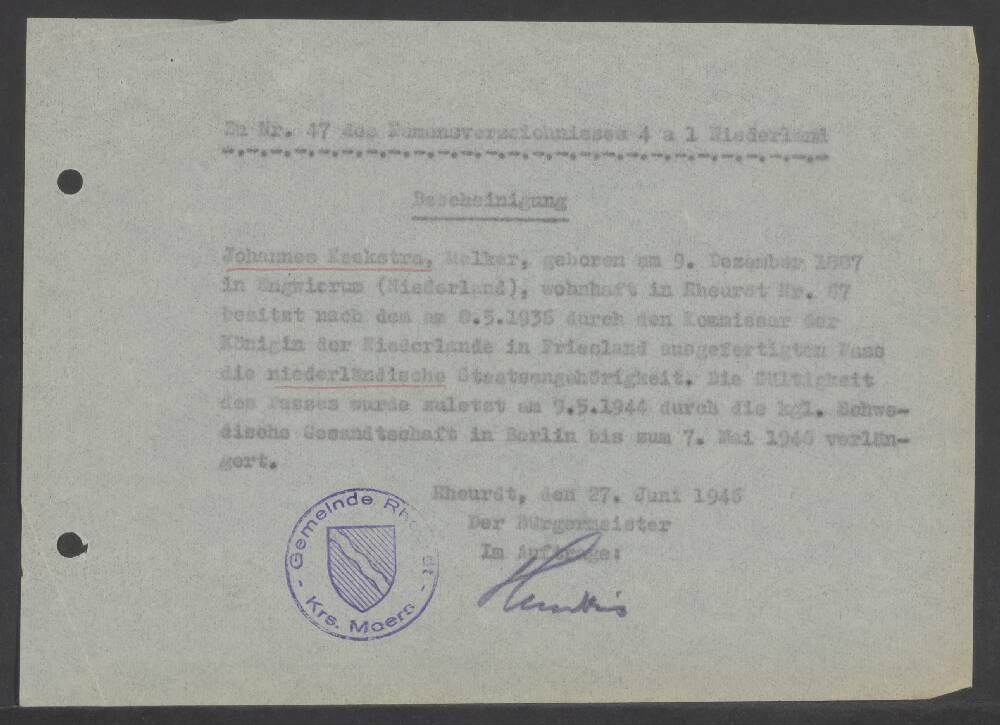 Zu Nr. 47 des Namensverzeichnisses 4 a 1 Niederland
Bescheinigung
Johannes Keekstra, Melker, geboren am 9. Dezember 1887
in Engwierum (Niederland), wohnhaft in Rheurdt Nr. 67
besitzt nach dem am 8.5.1936 durch den Kommissar der
Königin der Niederlande in Friesland ausgefertigten Pass
die niederländische Staatsangehörigkeit. Die Gültigkeit
des Passes wurde zuletzt am 9.5.1944 durch die kgl. Schwe-
dische Gesandtschaft in Berlin bis zum 7. Mai 1946 verlän-
gert.
Rheurdt, den 27. Juni 1946
Der Bürgermeister
Im Auftrage:
- Gemeinde Rheurdt -
Krs. Moers